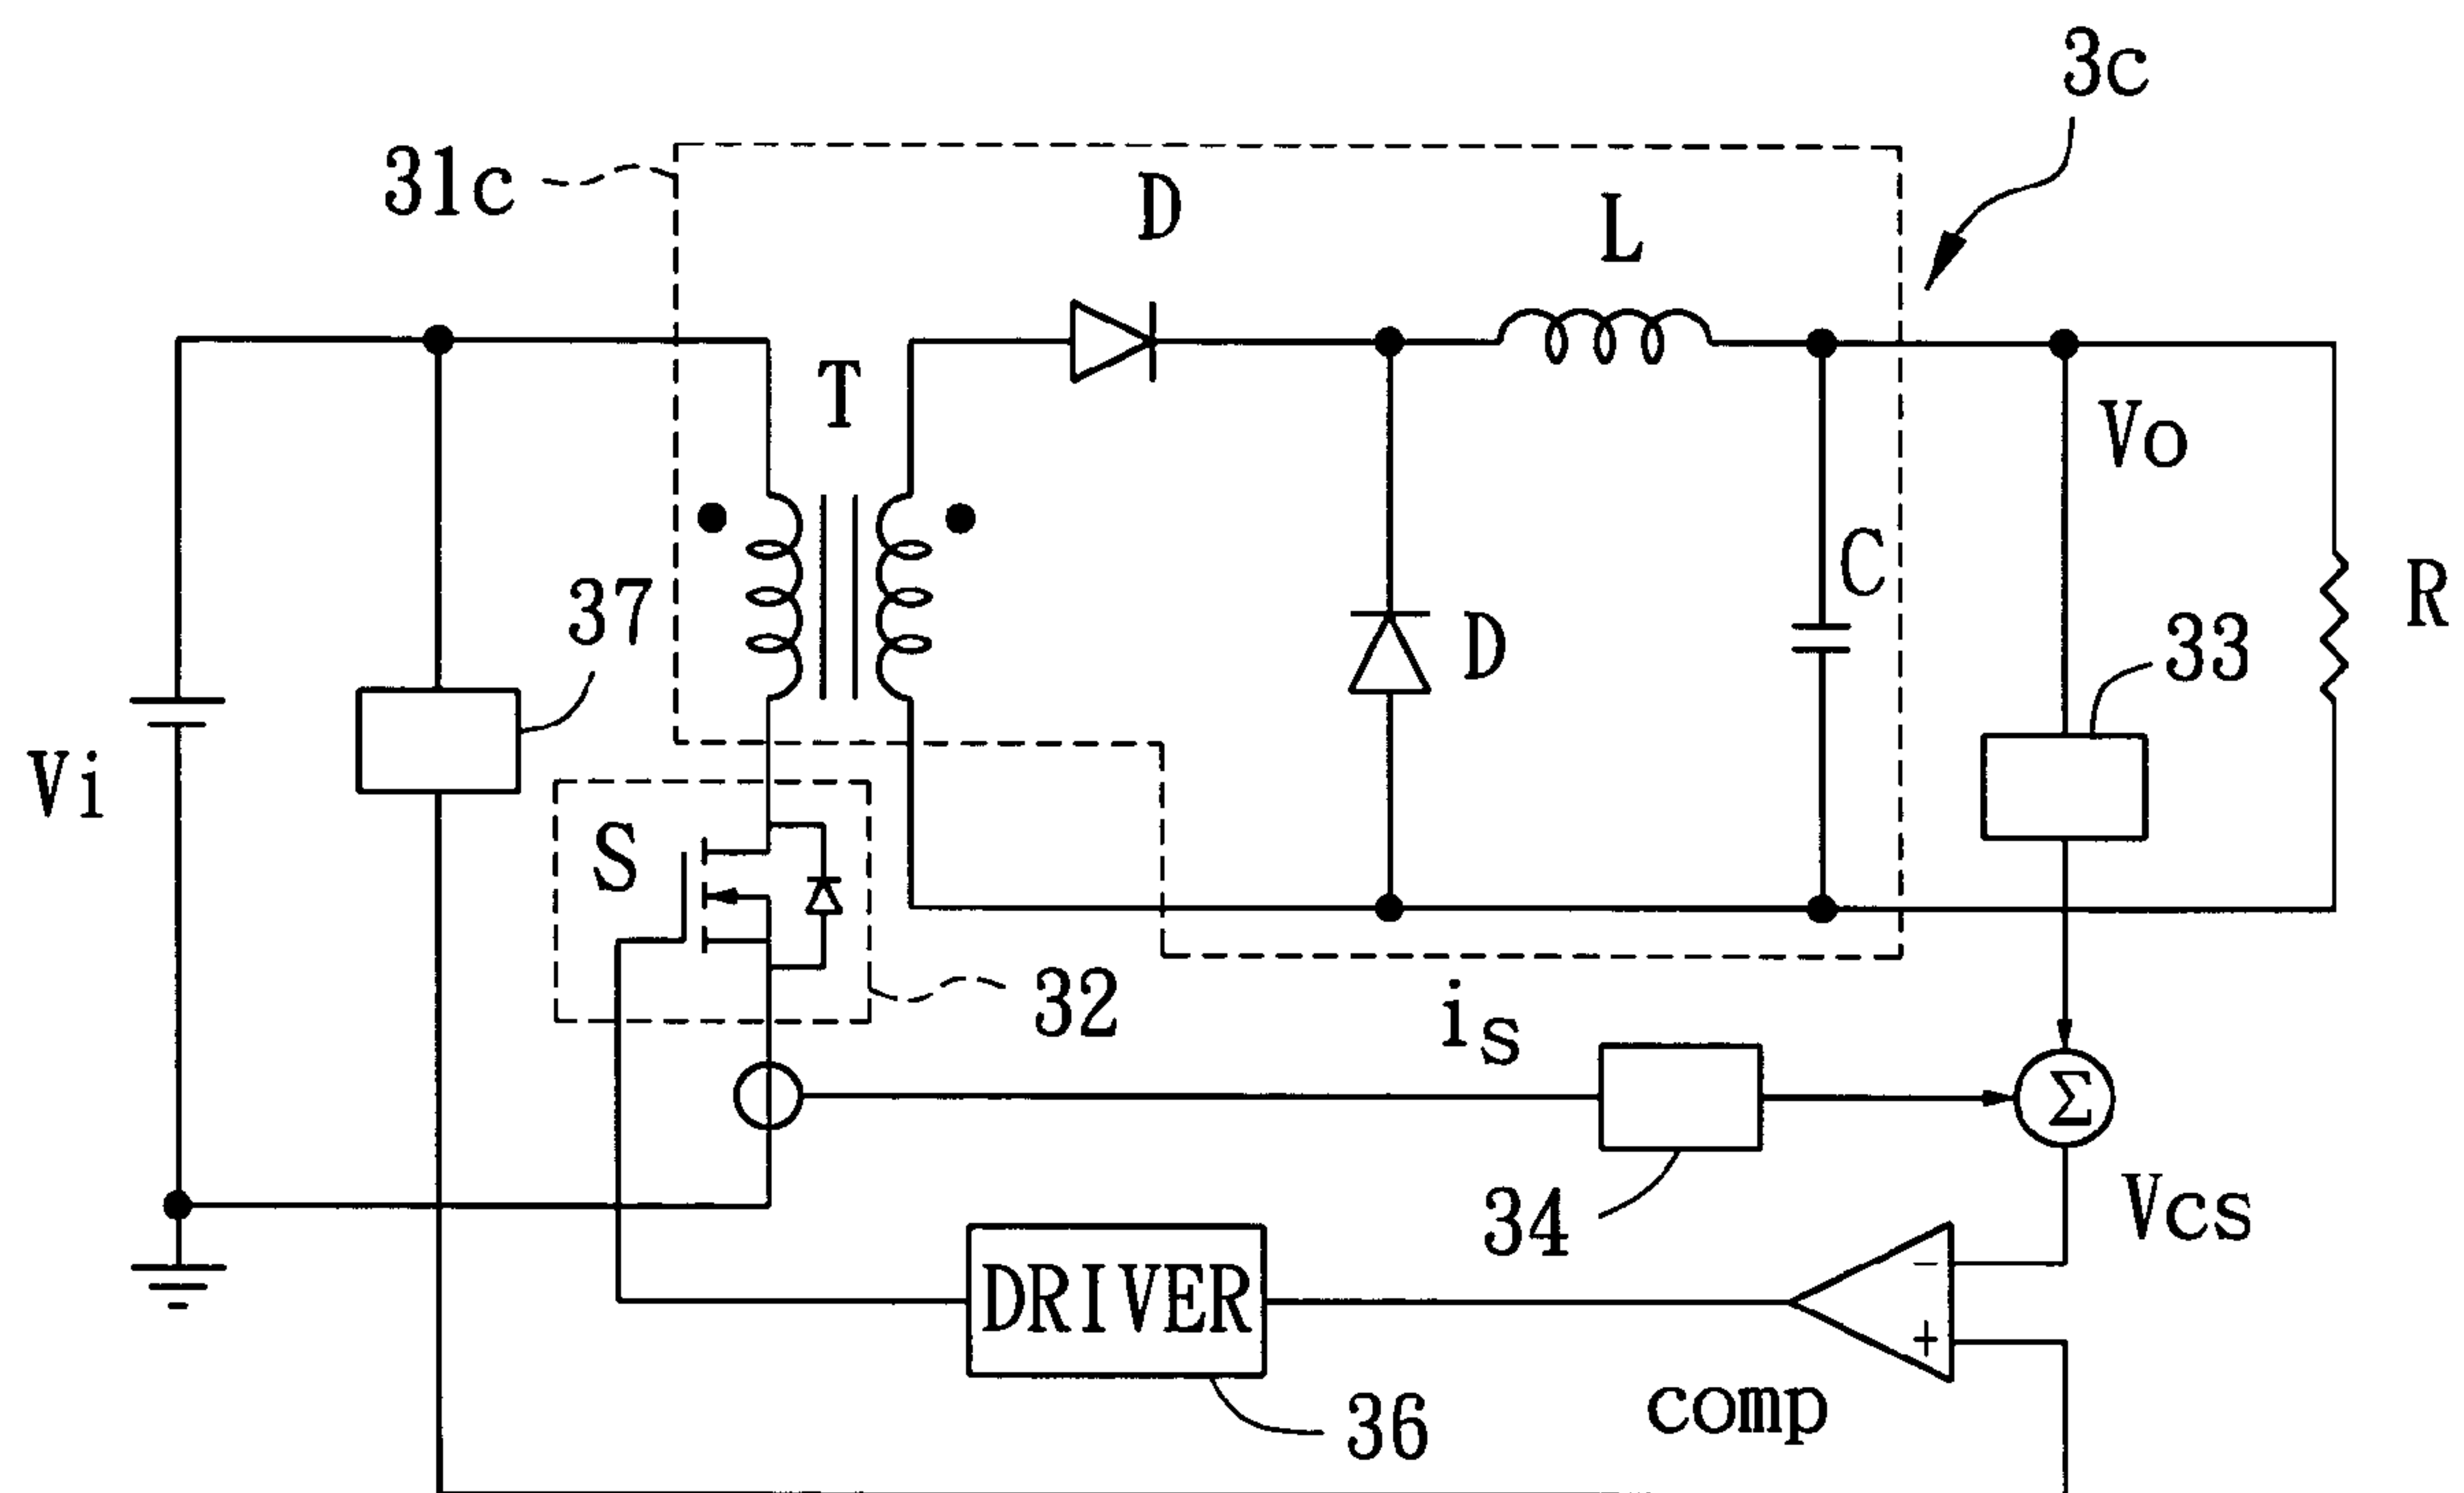 3c
31c
D
L
T
Vo
C
R
37
D
33
Vi
S
32
is
Σ
34
Vcs
DRIVER
−
+
comp
36